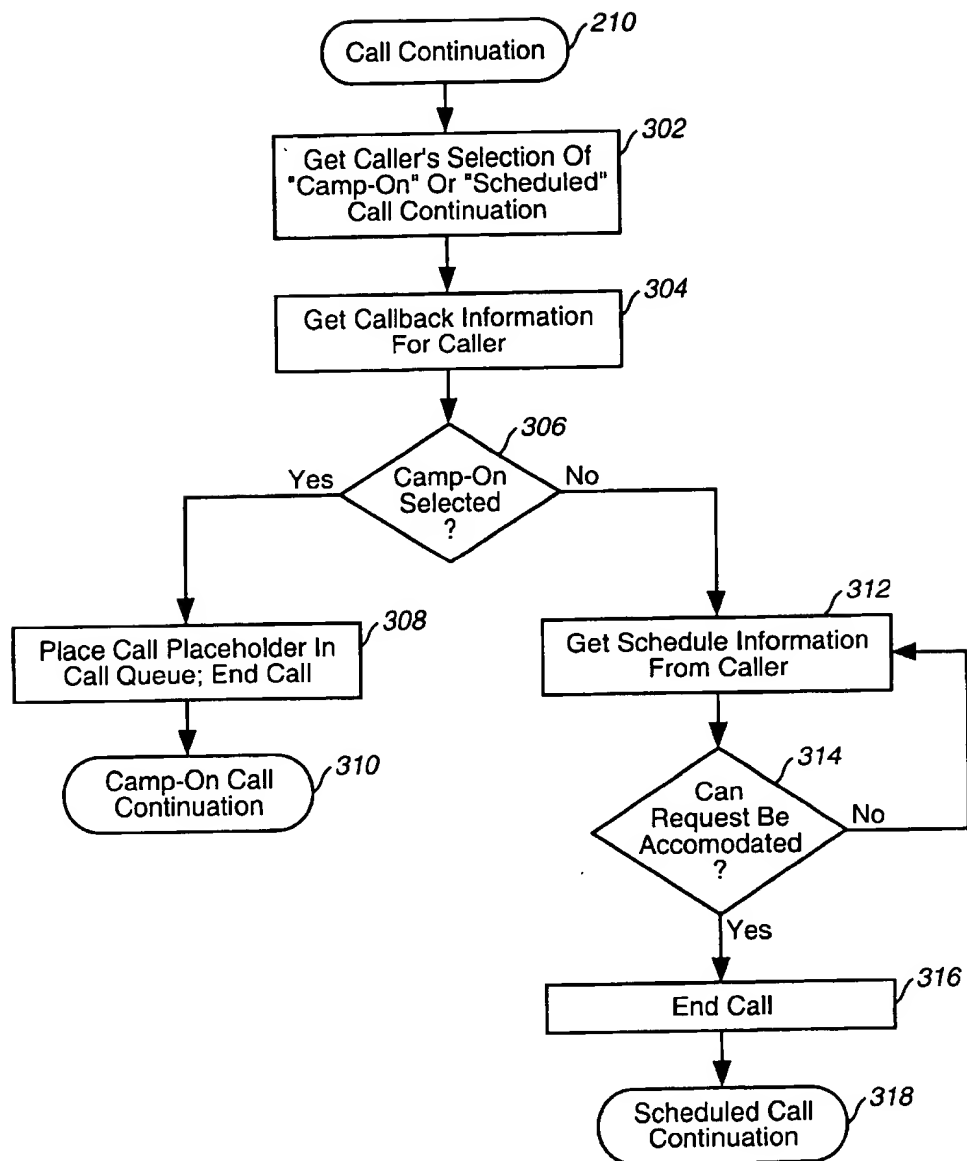 210
Call Continuation
302
Get Caller's Selection Of
"Camp-On" Or "Scheduled"
Call Continuation
304
Get Callback Information
For Caller
306
Yes
Camp-On
Selected
?
No
308
Place Call Placeholder In
Call Queue; End Call
310
Camp-On Call
Continuation
312
Get Schedule Information
From Caller
314
Can
Request Be
Accomodated
?
No
Yes
316
End Call
318
Scheduled Call
Continuation